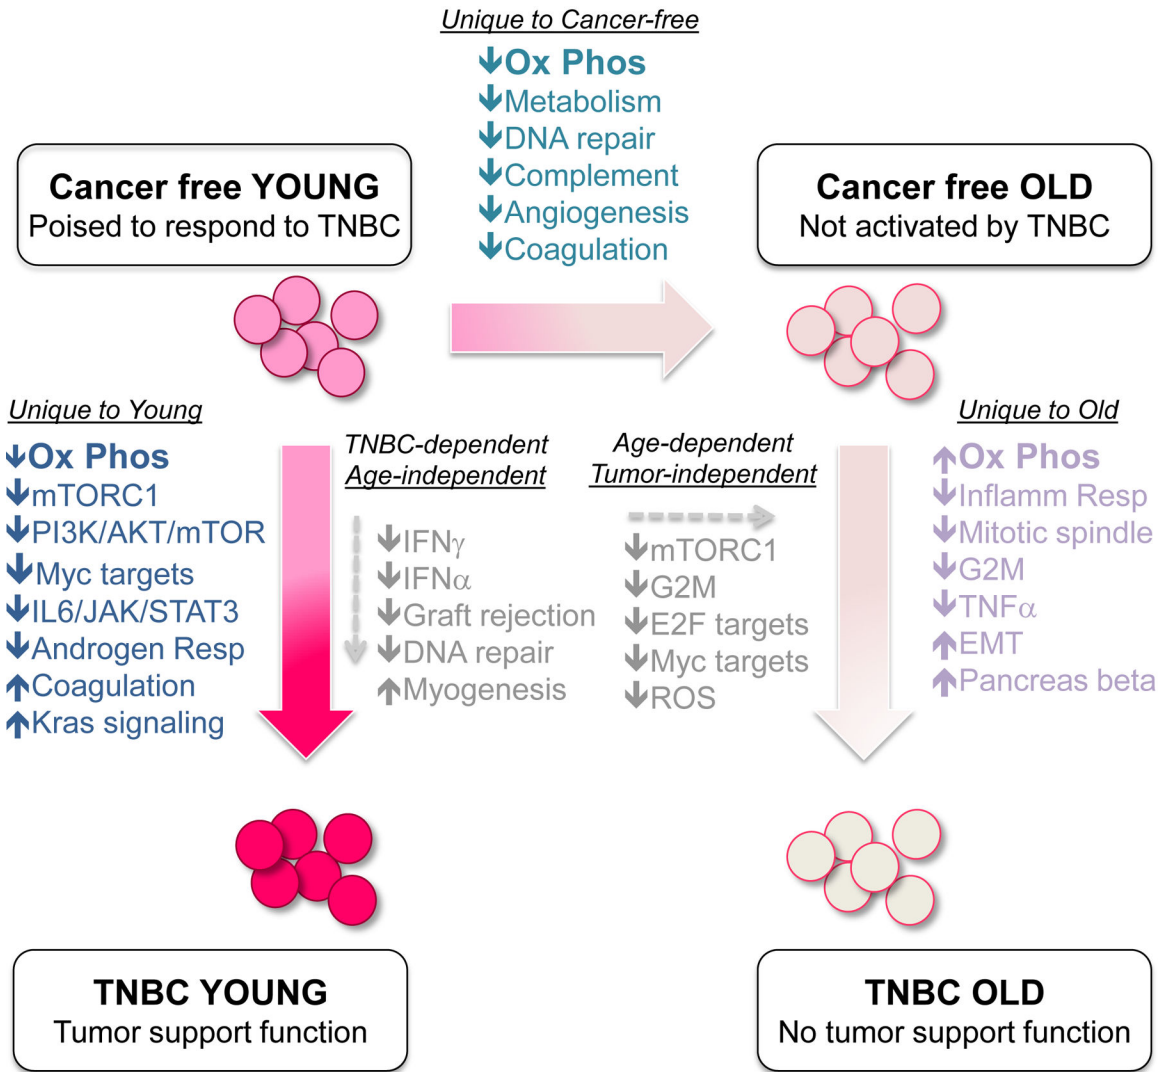 Unique to Cancer-free
↓Ox Phos
↓Metabolism
↓DNA repair
↓Complement
↓Angiogenesis
↓Coagulation
Cancer free YOUNG
Poised to respond to TNBC
Cancer free OLD
Not activated by TNBC
Unique to Young
↓Ox Phos
↓mTORC1
↓PI3K/AKT/mTOR
↓Myc targets
↓IL6/JAK/STAT3
↓Androgen Resp
↑Coagulation
↑Kras signaling
TNBC-dependent
Age-independent
↓IFNγ
↓IFNα
↓Graft rejection
↓DNA repair
↑Myogenesis
Age-dependent
Tumor-independent
↓mTORC1
↓G2M
↓E2F targets
↓Myc targets
↓ROS
Unique to Old
↑Ox Phos
↓Inflamm Resp
↓Mitotic spindle
↓G2M
↓TNFα
↑EMT
↑Pancreas beta
TNBC YOUNG
Tumor support function
TNBC OLD
No tumor support function